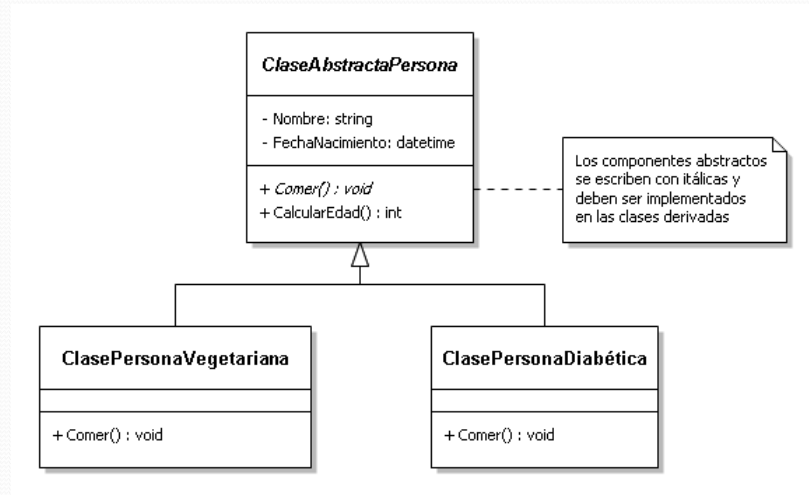 ClaseAbstractaPersona
- Nombre: string
- FechaNacimiento: datetime
+ Comer() : void
+ CalcularEdad() : int
Los componentes abstractos
se escriben con itálicas y
deben ser implementados
en las clases derivadas
ClasePersonaVegetariana
+ Comer() : void
ClasePersonaDiabética
+ Comer() : void